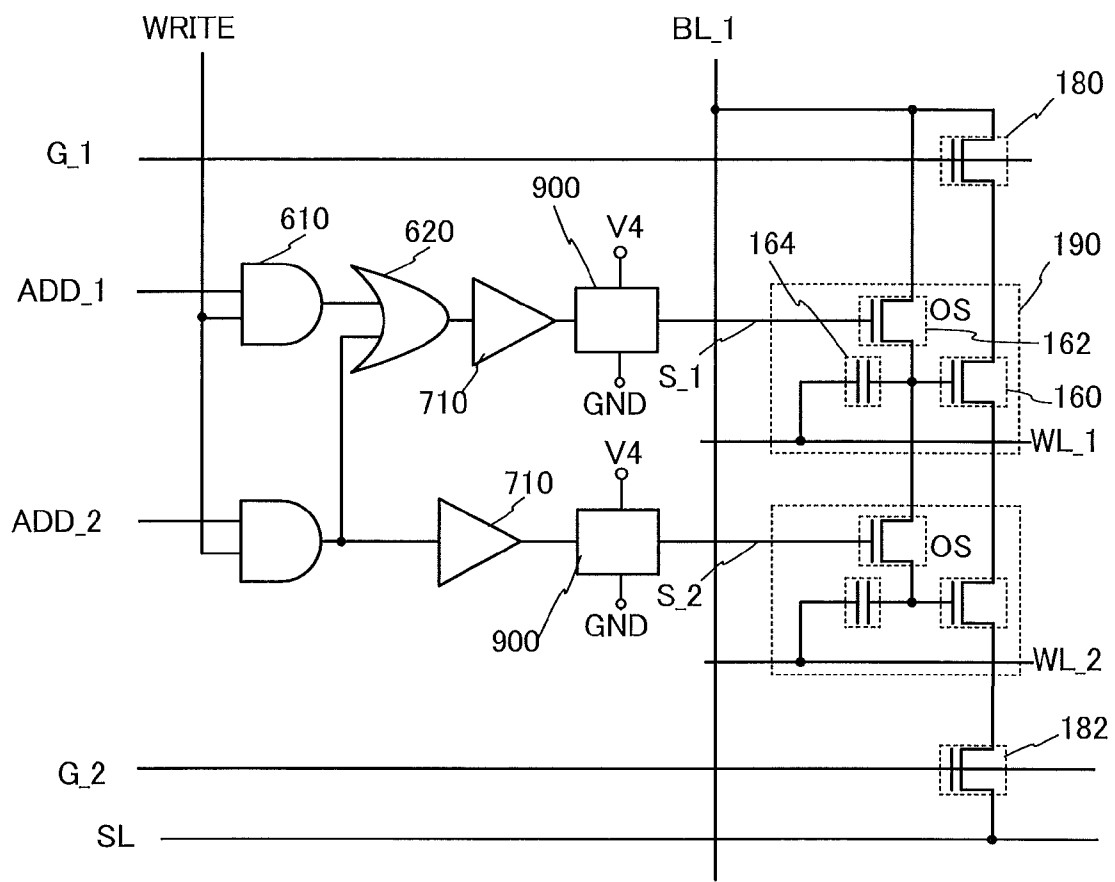 WRITE
BL_1
180
G_1
900
610
620
V4
164
190
ADD_1
OS
162
S_1
710
GND
160
WL_1
V4
710
ADD_2
OS
S_2
900
GND
WL_2
182
G_2
SL